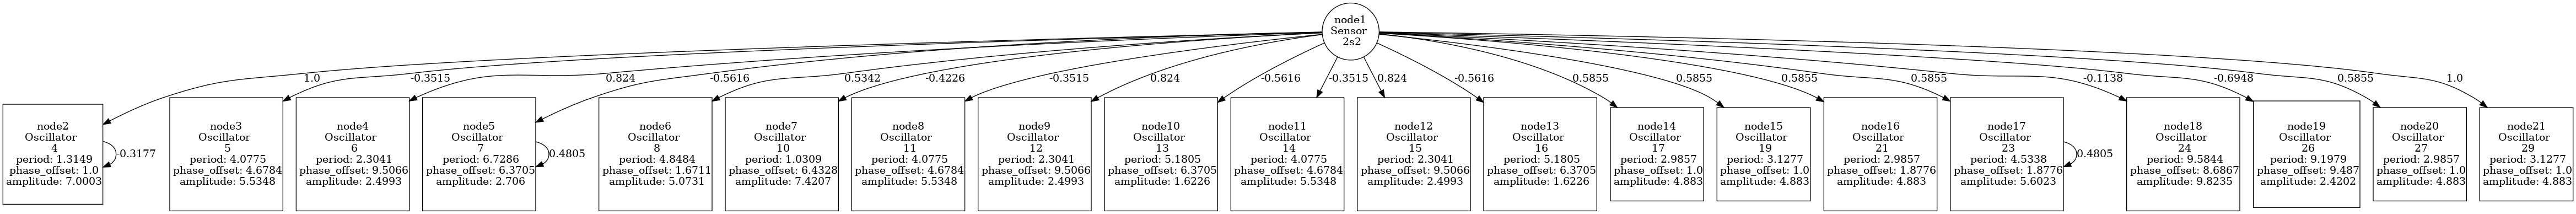 node1
Sensor
2s2
1.0
-0.3515
0.824
-0.5616
0.5342
-0.4226
-0.3515
0.824
-0.5616
-0.3515
0.824
-0.5616
0.5855
0.5855
0.5855
0.5855
-0.1138
-0.6948
0.5855
1.0
node2
Oscillator
4
period: 1.3149
phase_offset: 1.0
amplitude: 7.0003
-0.3177
node3
Oscillator
5
period: 4.0775
phase_offset: 4.6784
amplitude: 5.5348
node4
Oscillator
6
period: 2.3041
phase_offset: 9.5066
amplitude: 2.4993
node5
Oscillator
7
period: 6.7286
phase_offset: 6.3705
amplitude: 2.706
0.4805
node6
Oscillator
8
period: 4.8484
phase_offset: 1.6711
amplitude: 5.0731
node7
Oscillator
10
period: 1.0309
phase_offset: 6.4328
amplitude: 7.4207
node8
Oscillator
11
period: 4.0775
phase_offset: 4.6784
amplitude: 5.5348
node9
Oscillator
12
period: 2.3041
phase_offset: 9.5066
amplitude: 2.4993
node10
Oscillator
13
period: 5.1805
phase_offset: 6.3705
amplitude: 1.6226
node11
Oscillator
14
period: 4.0775
phase_offset: 4.6784
amplitude: 5.5348
node12
Oscillator
15
period: 2.3041
phase_offset: 9.5066
amplitude: 2.4993
node13
Oscillator
16
period: 5.1805
phase_offset: 6.3705
amplitude: 1.6226
node14
Oscillator
17
period: 2.9857
phase_offset: 1.0
amplitude: 4.883
node15
Oscillator
19
period: 3.1277
phase_offset: 1.0
amplitude: 4.883
node16
Oscillator
21
period: 2.9857
phase_offset: 1.8776
amplitude: 4.883
node17
Oscillator
23
period: 4.5338
phase_offset: 1.8776
amplitude: 5.6023
0.4805
node18
Oscillator
24
period: 9.5844
phase_offset: 8.6867
amplitude: 9.8235
node19
Oscillator
26
period: 9.1979
phase_offset: 9.487
amplitude: 2.4202
node20
Oscillator
27
period: 2.9857
phase_offset: 1.0
amplitude: 4.883
node21
Oscillator
29
period: 3.1277
phase_offset: 1.0
amplitude: 4.883